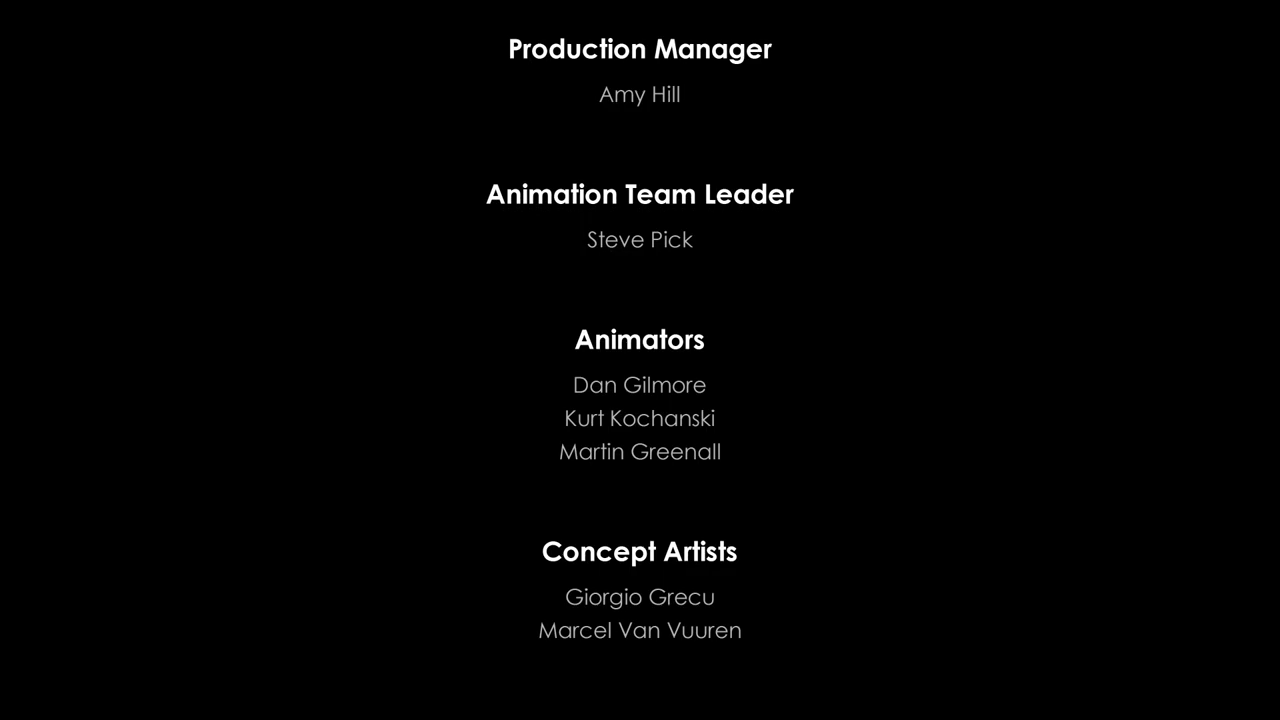 Production Manager
Amy Hill
Animation Team Leader
Steve Pick
Animators
Dan Gilmore
Kurt Kochanski
Martin Greenall
Concept Artists
Giorgio Grecu
Marcel Van Vuuren